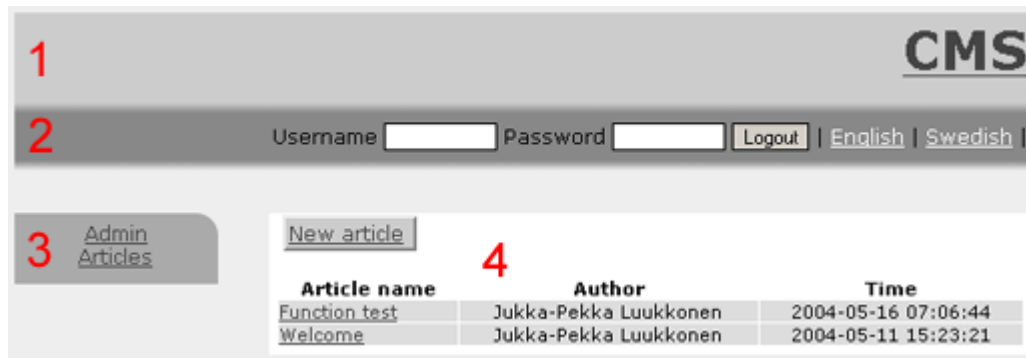 1
CMS
2
Username Password Logout | English | Swedish |
3
Admin
Articles
New article
4
Article name Author Time
Function test Jukka-Pekka Luukkonen 2004-05-16 07:06:44
Welcome Jukka-Pekka Luukkonen 2004-05-11 15:23:21